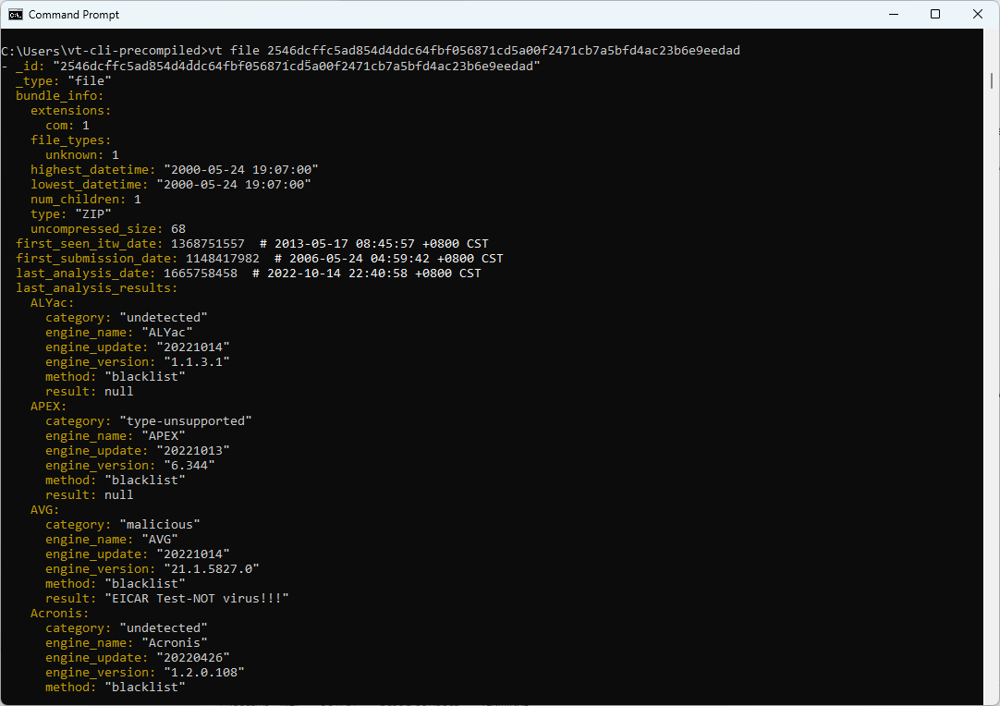 Command Prompt
C:\Users\vt-cli-precompiled>vt file 2546dcffc5ad854d4ddc64fbf056871cd5a00f2471cb7a5bfd4ac23b6e9eedad
- _id: "2546dcffc5ad854d4ddc64fbf056871cd5a00f2471cb7a5bfd4ac23b6e9eedad"
  _type: "file"
  bundle_info:
    extensions:
      com: 1
    file_types:
      unknown: 1
    highest_datetime: "2000-05-24 19:07:00"
    lowest_datetime: "2000-05-24 19:07:00"
    num_children: 1
    type: "ZIP"
    uncompressed_size: 68
  first_seen_itw_date: 1368751557  # 2013-05-17 08:45:57 +0800 CST
  first_submission_date: 1148417982  # 2006-05-24 04:59:42 +0800 CST
  last_analysis_date: 1665758458  # 2022-10-14 22:40:58 +0800 CST
  last_analysis_results:
    ALYac:
      category: "undetected"
      engine_name: "ALYac"
      engine_update: "20221014"
      engine_version: "1.1.3.1"
      method: "blacklist"
      result: null
    APEX:
      category: "type-unsupported"
      engine_name: "APEX"
      engine_update: "20221013"
      engine_version: "6.344"
      method: "blacklist"
      result: null
    AVG:
      category: "malicious"
      engine_name: "AVG"
      engine_update: "20221014"
      engine_version: "21.1.5827.0"
      method: "blacklist"
      result: "EICAR Test-NOT virus!!!"
    Acronis:
      category: "undetected"
      engine_name: "Acronis"
      engine_update: "20220426"
      engine_version: "1.2.0.108"
      method: "blacklist"